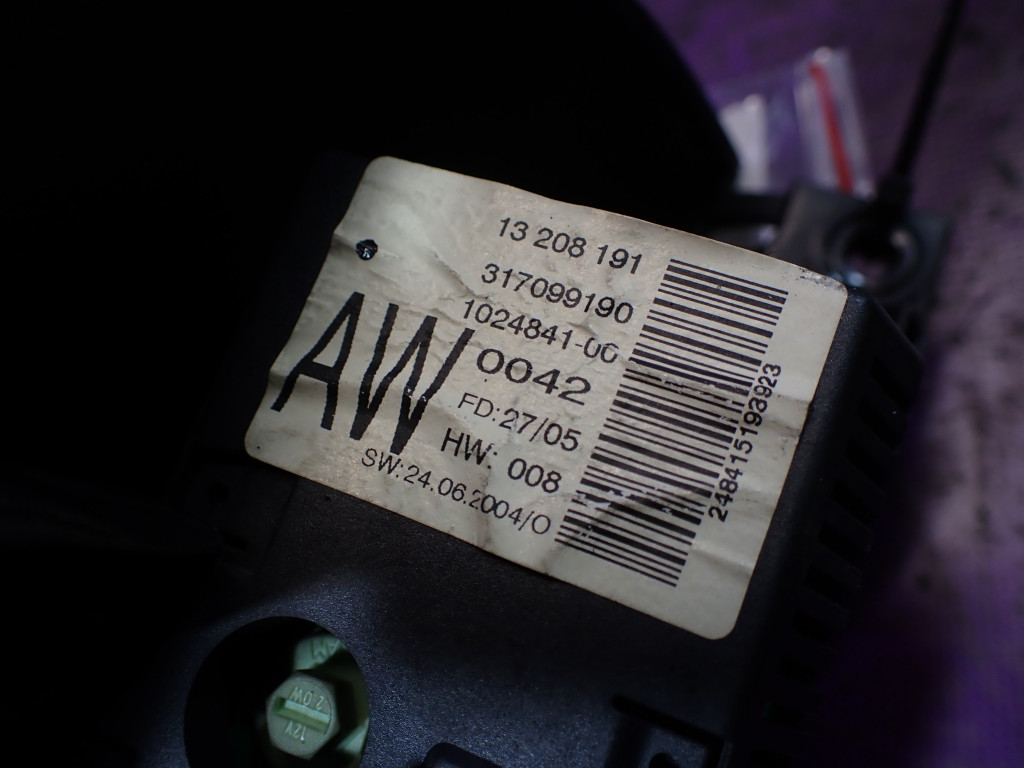 13 208 191
317099190
1024841-00
AW
0042
FD:27/05
HW: 008
SW:24.06.2004/0
248415193923
12V
2.0W